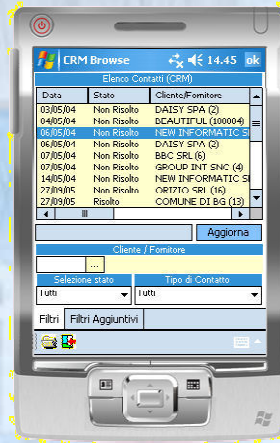 CRM Browse 14.45 ok
Elenco Contatti (CRM)
Data Stato Cliente/Fornitore
03/05/04 Non Risolto DAISY SPA (2)
04/05/04 Non Risolto BEAUTIFUL (100004)
06/05/04 Non Risolto NEW INFORMATIC SI
06/05/04 Non Risolto DAISY SPA (2)
07/05/04 Non Risolto BBC SRL (6)
07/05/04 Non Risolto GROUP INT SNC (4)
14/05/04 Non Risolto NEW INFORMATIC SI
27/09/05 Non Risolto ORIZIO SRL (16)
27/09/05 Risolto COMUNE DI BG (13)
Aggiorna
Cliente / Fornitore
...
Selezione stato Tipo di Contatto
Tutti Tutti
Filtri Filtri Aggiuntivi